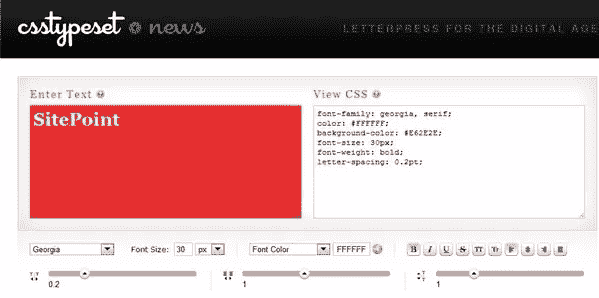 csstypeset news
LETTERPRESS FOR THE DIGITAL AGE
Enter Text
View CSS
SitePoint
font-family: georgia, serif;
color: #FFFFFF;
background-color: #E62E2E;
font-size: 30px;
font-weight: bold;
letter-spacing: 0.2pt;
Georgia Font Size: 30 px Font Color FFFFFF B I U S TT Tr
0.2 1 1